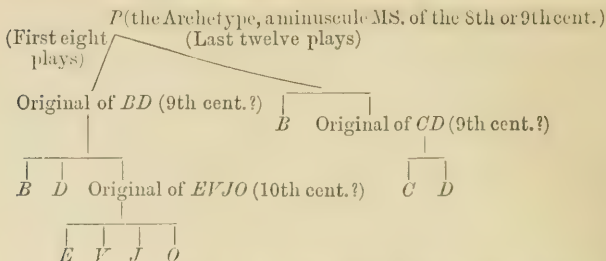 P (the Archetype, a minuscule MS. of the 8th or 9th cent.)
(First eight (Last twelve plays)
plays)
Original of BD (9th cent.?)
B Original of CD (9th cent.?)
B D Original of EVJO (10th cent.?) C D
E V J O